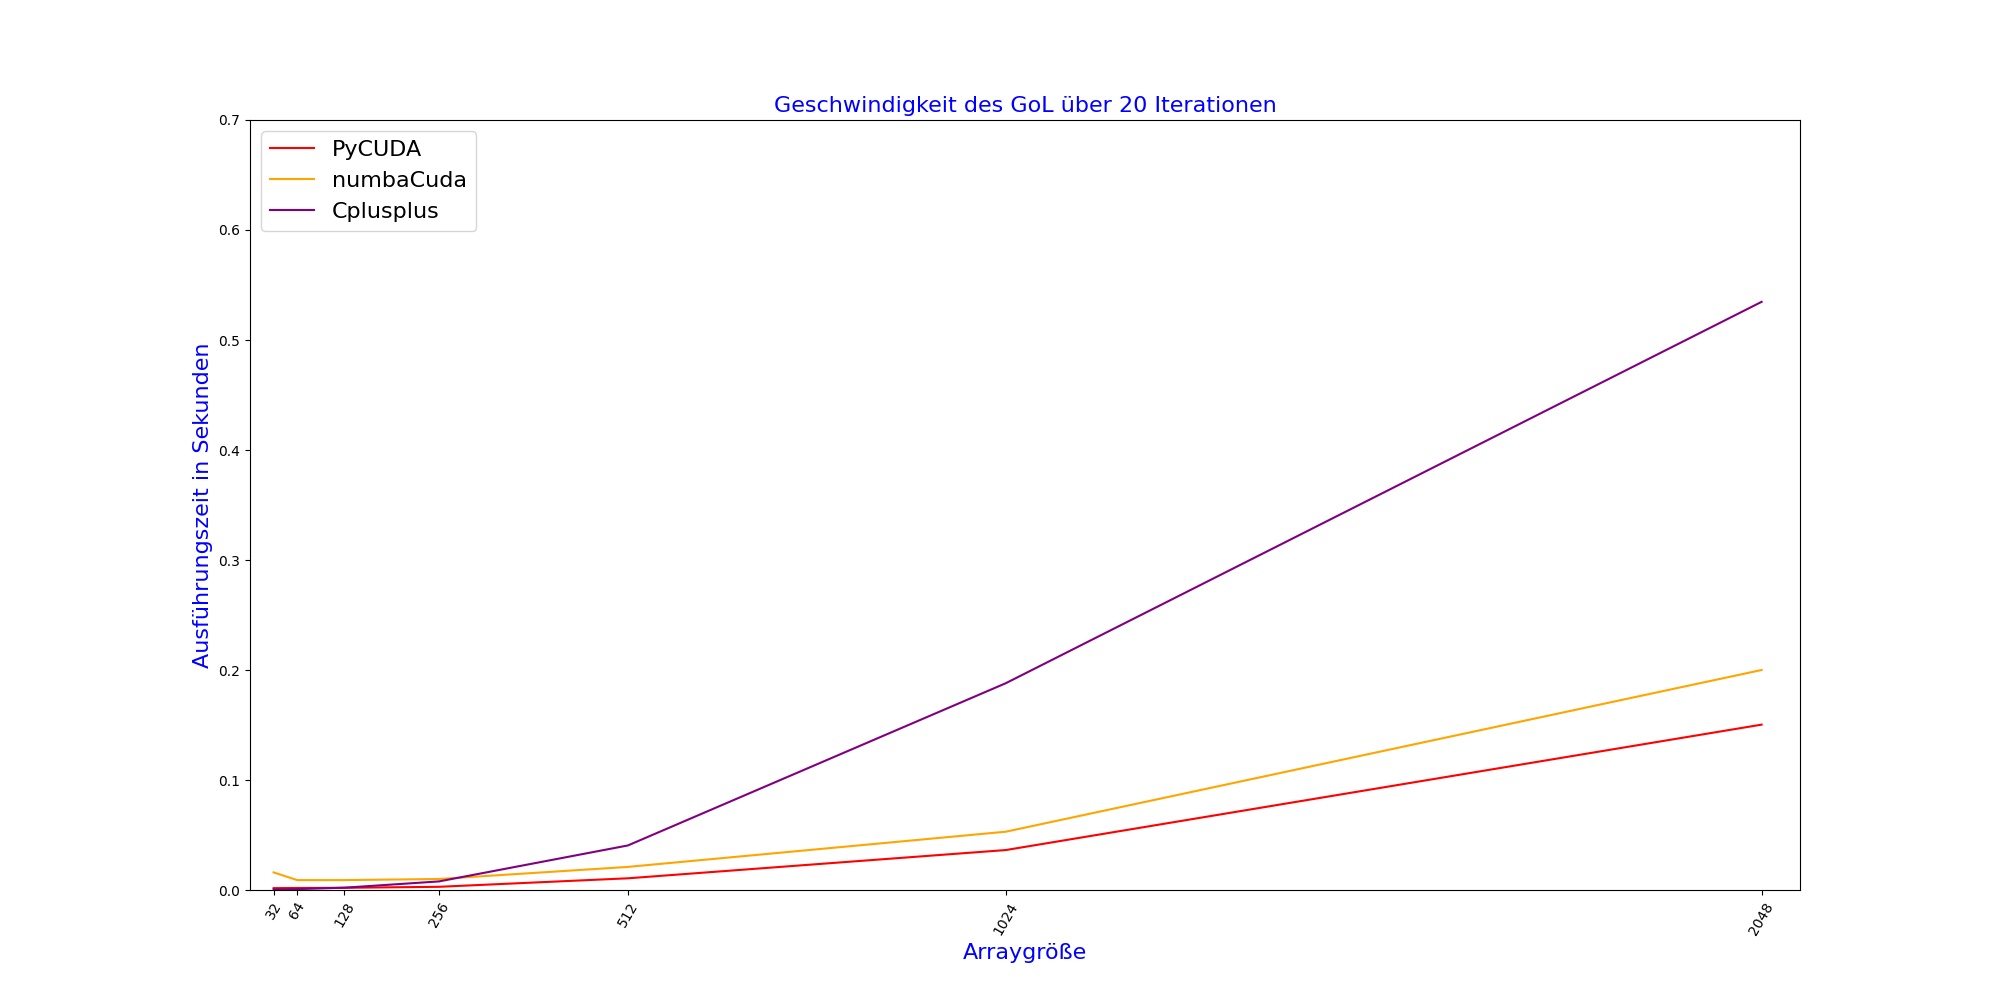 Geschwindigkeit des GoL über 20 Iterationen
PyCUDA
numbaCuda
Cplusplus
Ausführungszeit in Sekunden
0.7
0.6
0.5
0.4
0.3
0.2
0.1
0.0
32 64 128 256 512 1024 2048
Arraygröße